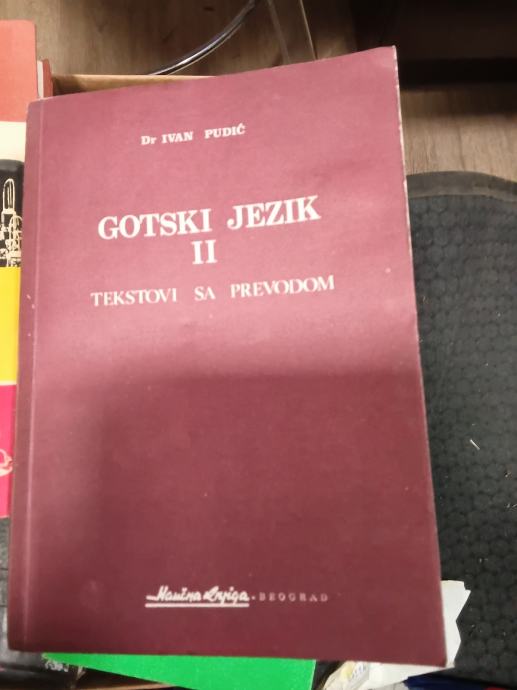 Dr IVAN PUDIĆ
GOTSKI JEZIK
II
TEKSTOVI SA PREVODOM
Naučna knjiga • BEOGRAD